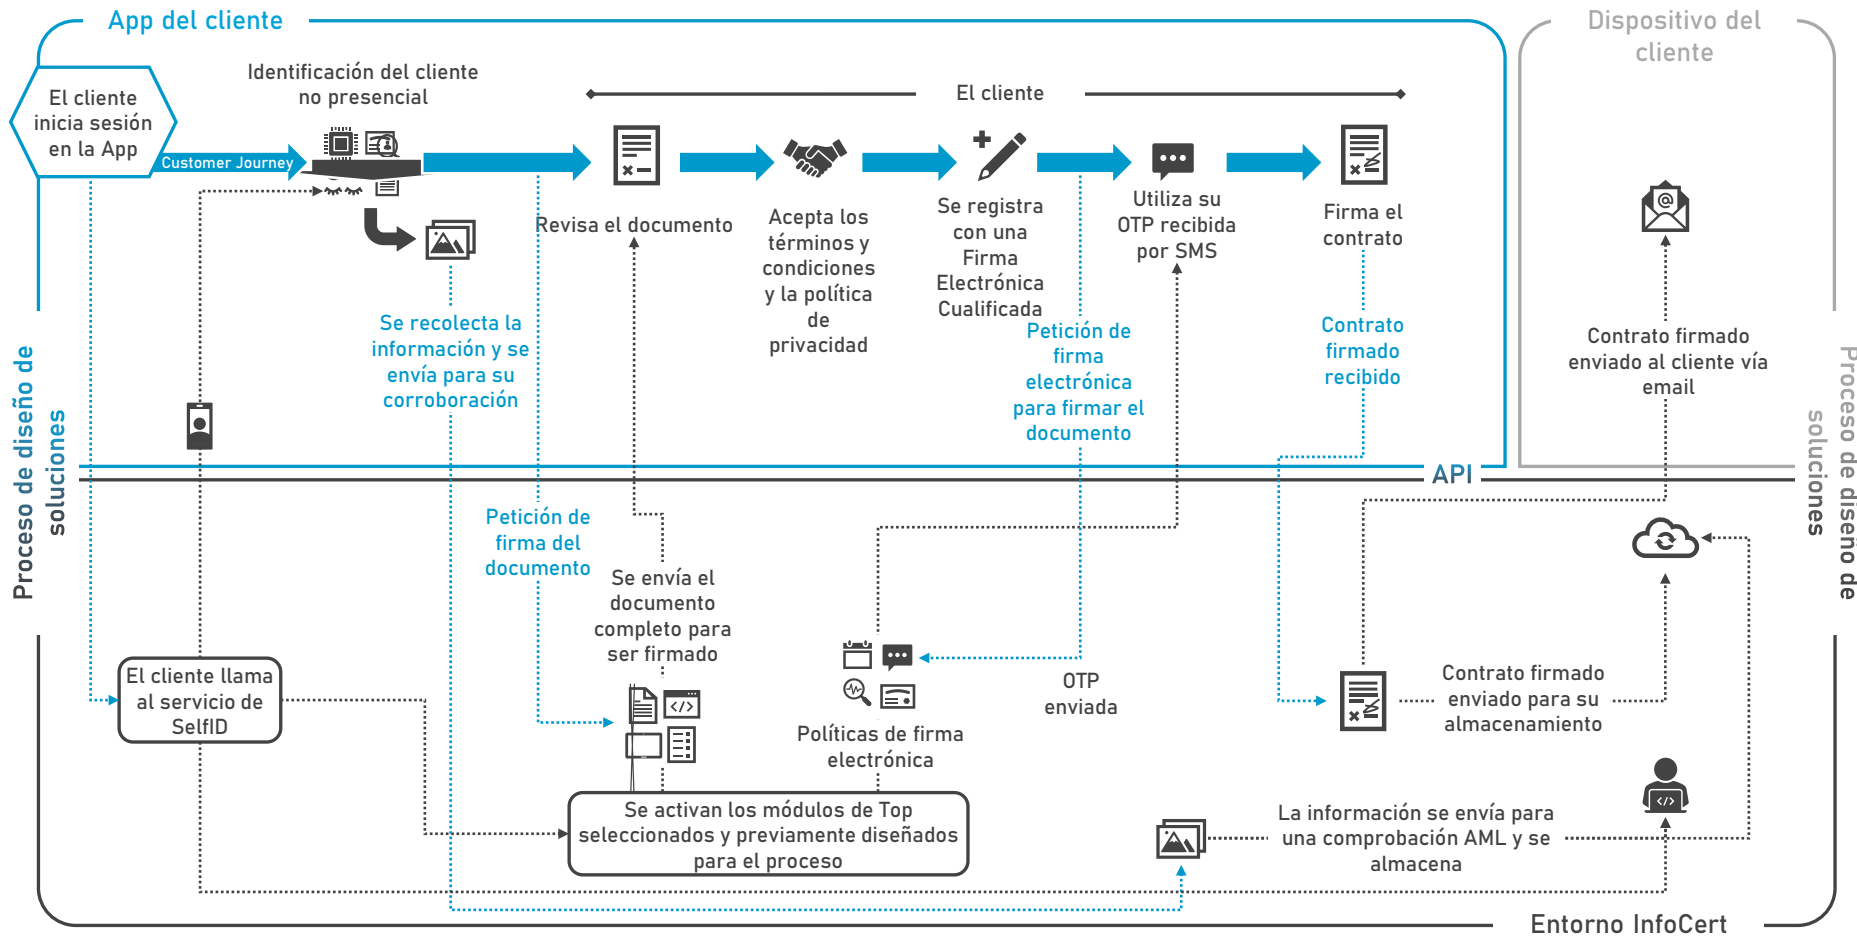 App del cliente
Dispositivo del
cliente
El cliente
inicia sesión
en la App
Customer Journey
Identificación del cliente
no presencial
El cliente
Revisa el documento
Acepta los
términos y
condiciones
y la política
de
privacidad
Se registra
con una
Firma
Electrónica
Cualificada
Utiliza su
OTP recibida
por SMS
Firma el
contrato
Se recolecta la
información y se
envía para su
corroboración
Petición de
firma
electrónica
para firmar el
documento
Contrato
firmado
recibido
Contrato firmado
enviado al cliente vía
email
Proceso de diseño de
soluciones
Proceso de diseño de
soluciones
API
Petición de
firma del
documento
Se envía el
documento
completo para
ser firmado
El cliente llama
al servicio de
SelfID
Políticas de firma
electrónica
OTP
enviada
Contrato firmado
enviado para su
almacenamiento
Se activan los módulos de Top
seleccionados y previamente diseñados
para el proceso
La información se envía para
una comprobación AML y se
almacena
Entorno InfoCert